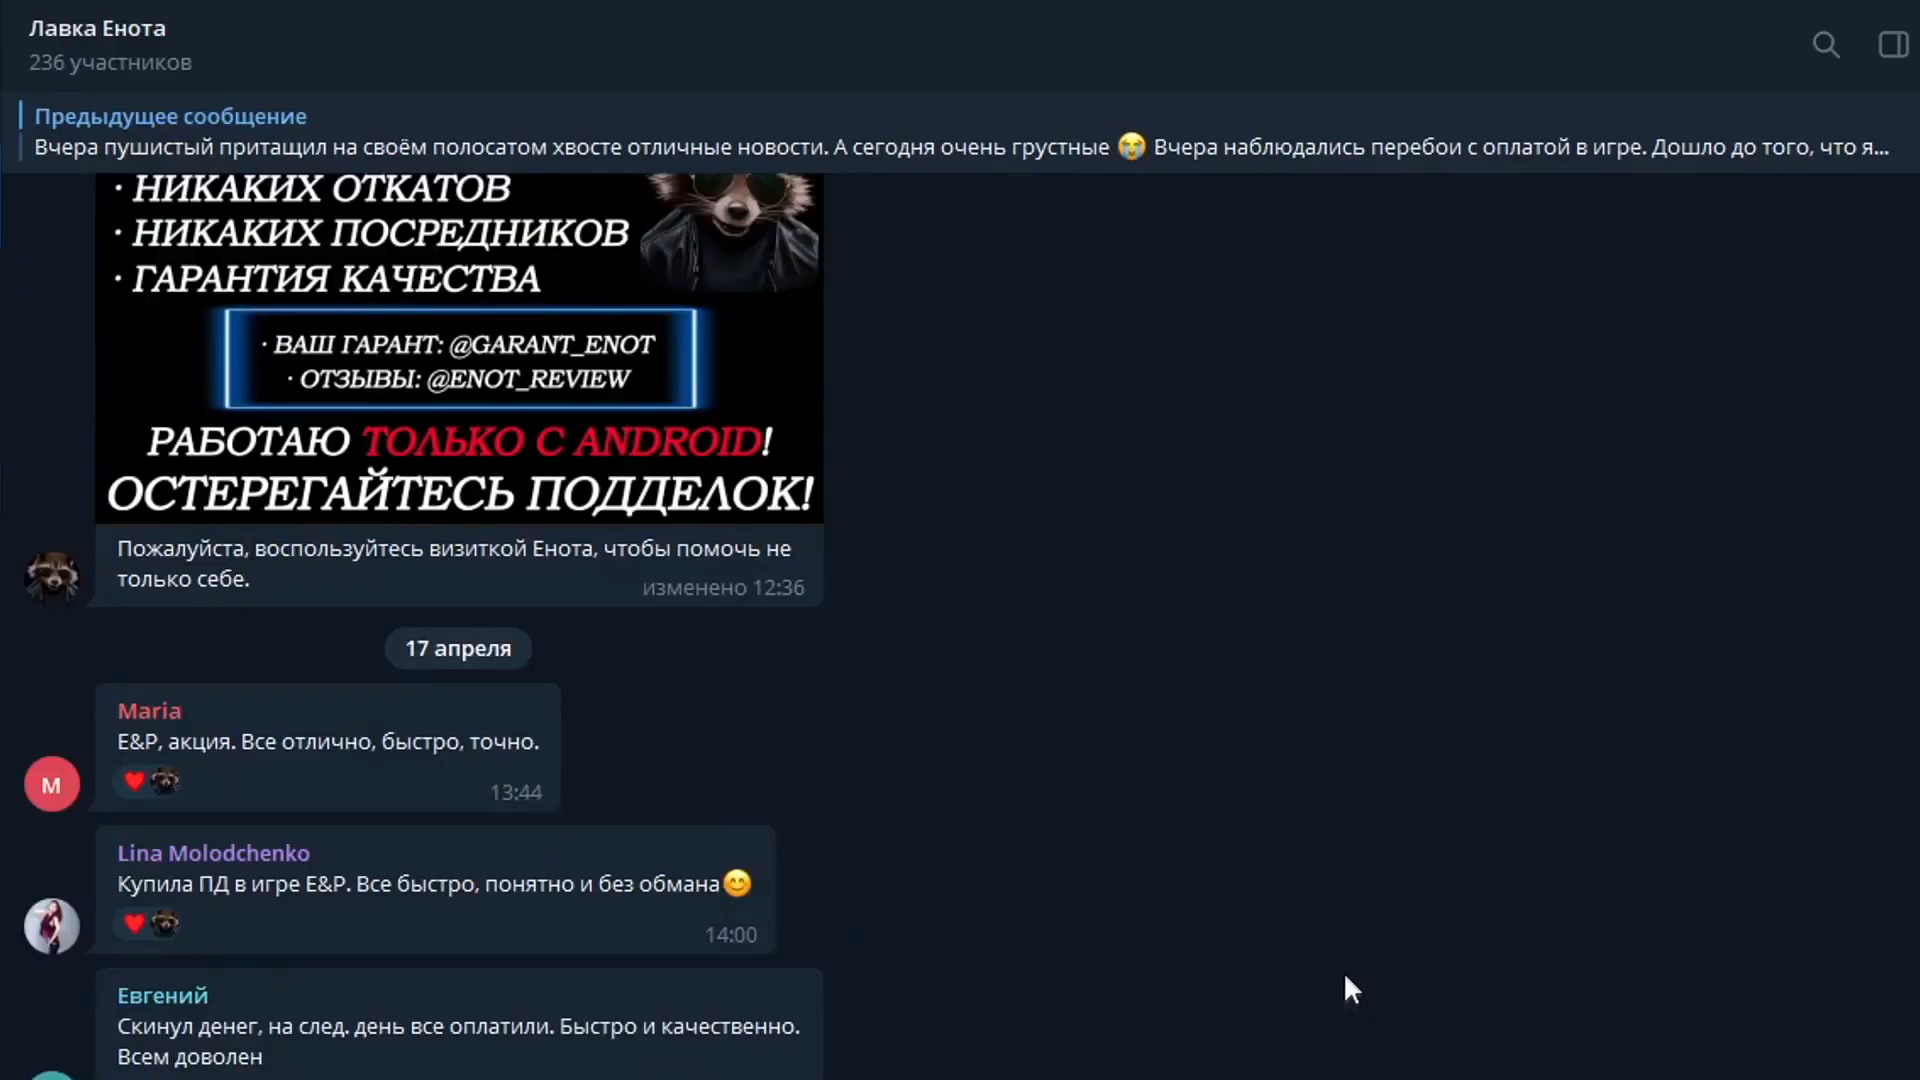 Лавка Енота
236 участников
Предыдущее сообщение
Вчера пушистый притащил на своём полосатом хвосте отличные новости. А сегодня очень грустные 😭 Вчера наблюдались перебои с оплатой в игре. Дошло до того, что я...
· НИКАКИХ ОТКАТОВ
· НИКАКИХ ПОСРЕДНИКОВ
· ГАРАНТИЯ КАЧЕСТВА
· ВАШ ГАРАНТ: @GARANT_ENOT
· ОТЗЫВЫ: @ENOT_REVIEW
РАБОТАЮ ТОЛЬКО С ANDROID!
ОСТЕРЕГАЙТЕСЬ ПОДДЕЛОК!
Пожалуйста, воспользуйтесь визиткой Енота, чтобы помочь не
только себе.
изменено 12:36
17 апреля
Maria
E&P, акция. Все отлично, быстро, точно.
M
13:44
Lina Molodchenko
Купила ПД в игре E&P. Все быстро, понятно и без обмана😊
14:00
Евгений
Скинул денег, на след. день все оплатили. Быстро и качественно.
Всем доволен